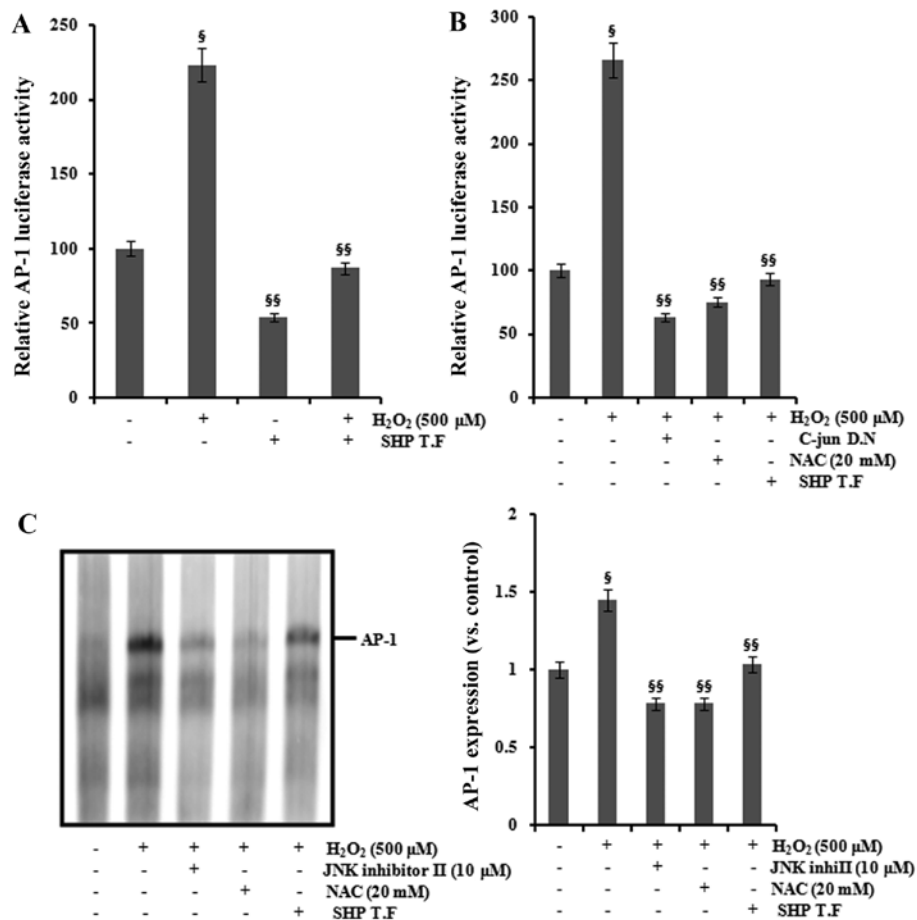 A
Relative AP-1 luciferase activity
250
200
150
100
50
0
§
§§
§§
- + - + H₂O₂ (500 µM)
- - + + SHP T.F
B
Relative AP-1 luciferase activity
300
250
200
150
100
50
0
§
§§
§§
§§
- + + + + H₂O₂ (500 µM)
- - + - - C-jun D.N
- - - + - NAC (20 mM)
- - - - + SHP T.F
C
AP-1
- + + + + H₂O₂ (500 µM)
- - + - - JNK inhibitor II (10 µM)
- - - + - NAC (20 mM)
- - - - + SHP T.F
AP-1 expression (vs. control)
2
1.5
1
0.5
0
§
§§
§§
§§
- + + + + H₂O₂ (500 µM)
- - + - - JNK inhiII (10 µM)
- - - + - NAC (20 mM)
- - - - + SHP T.F